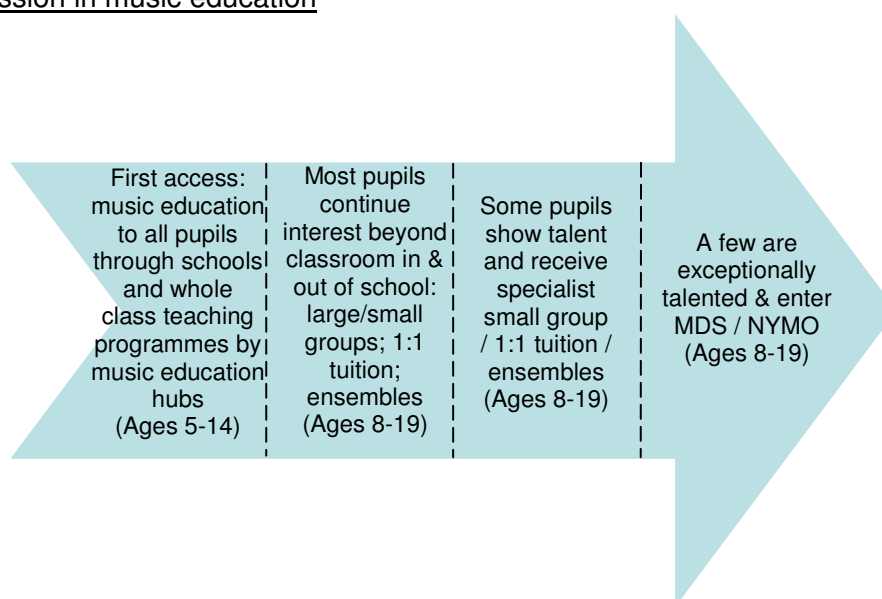 ssion in music education
First access:
music education
to all pupils
through schools
and whole
class teaching
programmes by
music education
hubs
(Ages 5-14)
Most pupils
continue
interest beyond
classroom in &
out of school:
large/small
groups; 1:1
tuition;
ensembles
(Ages 8-19)
Some pupils
show talent
and receive
specialist
small group
/ 1:1 tuition /
ensembles
(Ages 8-19)
A few are
exceptionally
talented & enter
MDS / NYMO
(Ages 8-19)